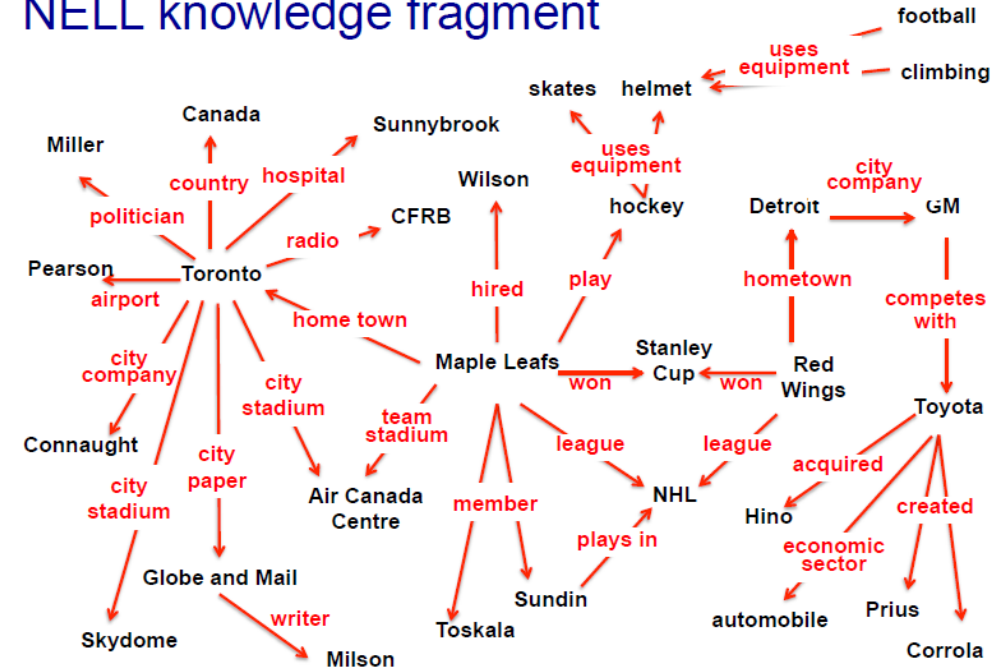 NELL knowledge fragment
football
uses
equipment
climbing
skates
helmet
Canada
Sunnybrook
Miller
uses
equipment
country
hospital
Wilson
city
company
politician
CFRB
hockey
Detroit
GM
radio
Pearson
Toronto
airport
hired
play
hometown
competes
with
home town
city
company
Maple Leafs
Stanley
Cup
won
won
Red
Wings
city
stadium
team
stadium
Toyota
Connaught
city
paper
league
league
acquired
city
stadium
Air Canada
Centre
member
NHL
Hino
created
plays in
economic
sector
Globe and Mail
Sundin
automobile
Prius
writer
Toskala
Skydome
Milson
Corrola